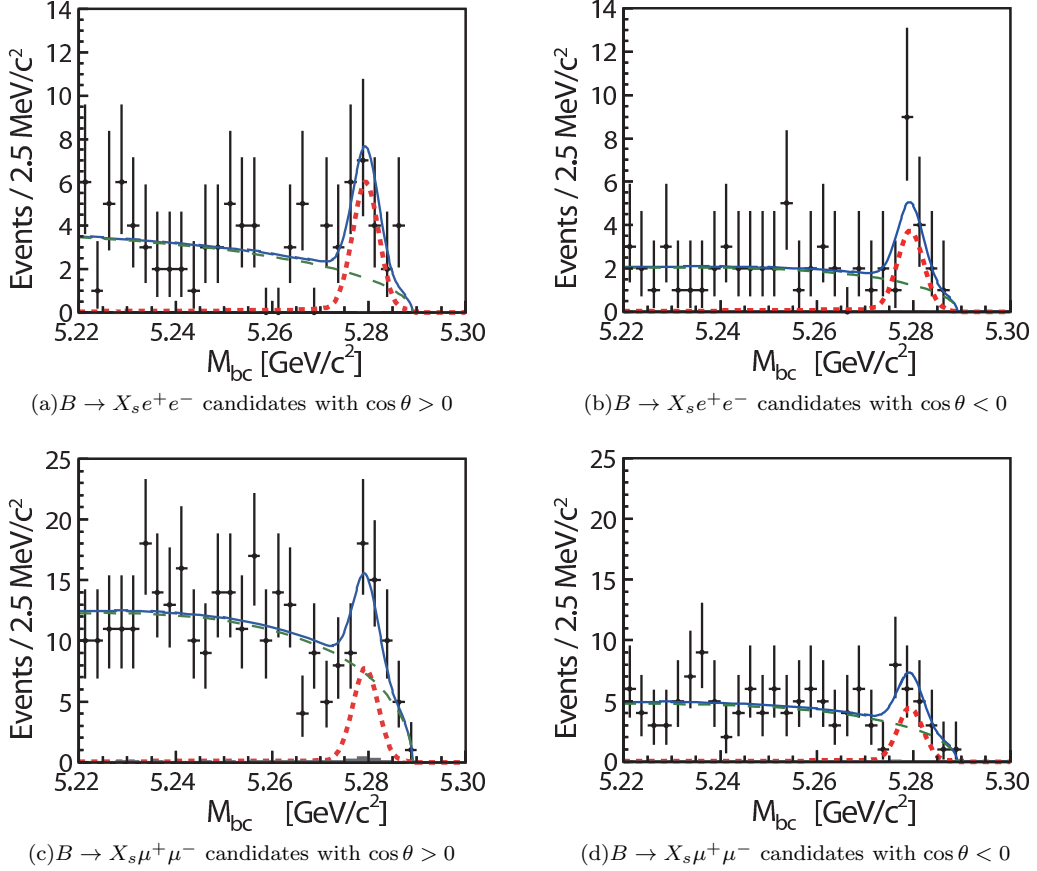 Events / 2.5 MeV/c²
14
12
10
8
6
4
2
0
5.22 5.24 5.26 5.28 5.30
M_bc [GeV/c²]
(a)B → X_s e⁺e⁻ candidates with cos θ > 0
Events / 2.5 MeV/c²
14
12
10
8
6
4
2
0
5.22 5.24 5.26 5.28 5.30
M_bc [GeV/c²]
(b)B → X_s e⁺e⁻ candidates with cos θ < 0
Events / 2.5 MeV/c²
25
20
15
10
5
0
5.22 5.24 5.26 5.28 5.30
M_bc [GeV/c²]
(c)B → X_s μ⁺μ⁻ candidates with cos θ > 0
Events / 2.5 MeV/c²
25
20
15
10
5
0
5.22 5.24 5.26 5.28 5.30
M_bc [GeV/c²]
(d)B → X_s μ⁺μ⁻ candidates with cos θ < 0